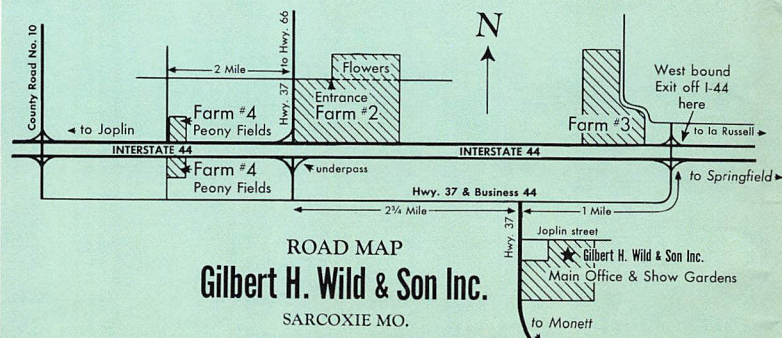 County Road No. 10
to Hwy. 66
N
Flowers
2 Mile
Hwy. 37
West bound
Exit off I-44
here
Entrance
Farm #2
Farm #4
Peony Fields
Farm #3
to Joplin
to la Russell
INTERSTATE 44
INTERSTATE 44
Farm #4
Peony Fields
underpass
to Springfield
Hwy. 37 & Business 44
2¾ Mile
1 Mile
Hwy. 37
Joplin street
ROAD MAP
Gilbert H. Wild & Son Inc.
Main Office & Show Gardens
Gilbert H. Wild & Son Inc.
SARCOXIE MO.
to Monett